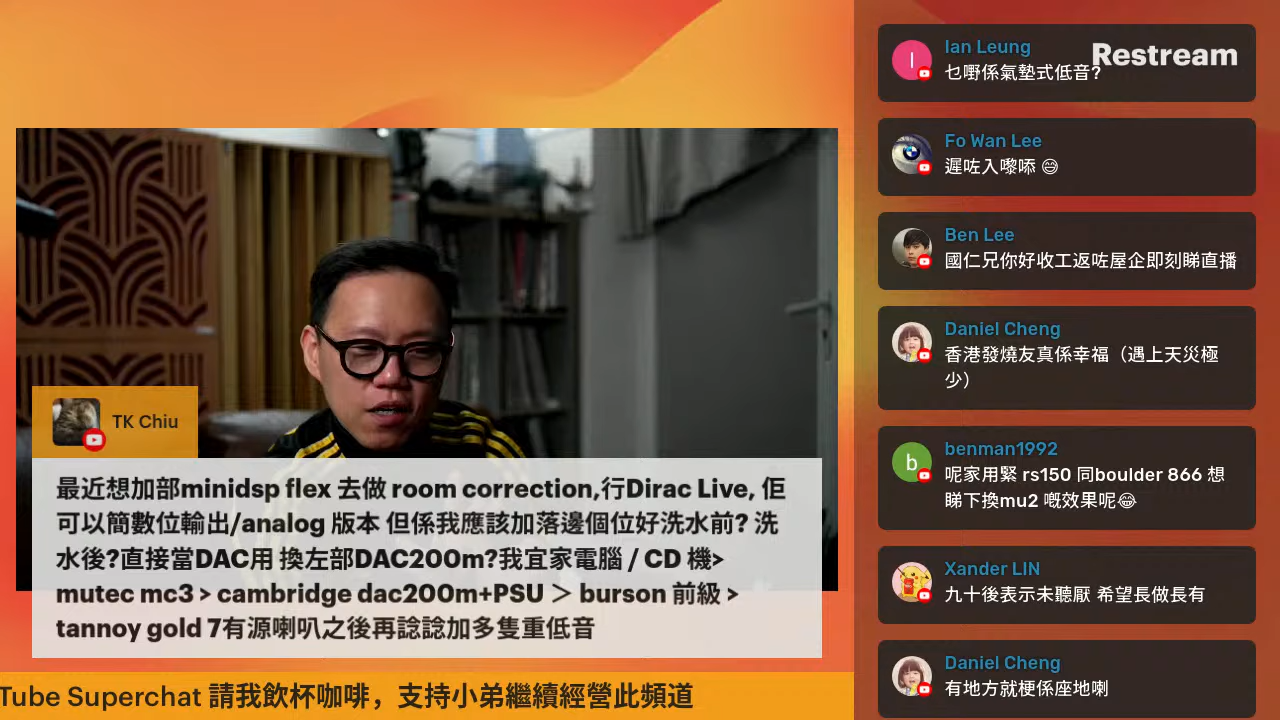 TK Chiu
最近想加部minidsp flex 去做 room correction,行Dirac Live, 佢
可以簡數位輸出/analog 版本 但係我應該加落邊個位好洗水前? 洗
水後?直接當DAC用 換左部DAC200m?我宜家電腦 / CD 機>
mutec mc3 > cambridge dac200m+PSU ＞ burson 前級 >
tannoy gold 7有源喇叭之後再諗諗加多隻重低音
Tube Superchat 請我飲杯咖啡，支持小弟繼續經營此頻道
Restream
I
Ian Leung
乜嘢係氣墊式低音?
Fo Wan Lee
遲咗入嚟𠻹 😅
Ben Lee
國仁兄你好收工返咗屋企即刻睇直播
Daniel Cheng
香港發燒友真係幸福（遇上天災極
少）
b
benman1992
呢家用緊 rs150 同boulder 866 想
睇下換mu2 嘅效果呢😂
Xander LIN
九十後表示未聽厭 希望長做長有
Daniel Cheng
有地方就梗係座地喇